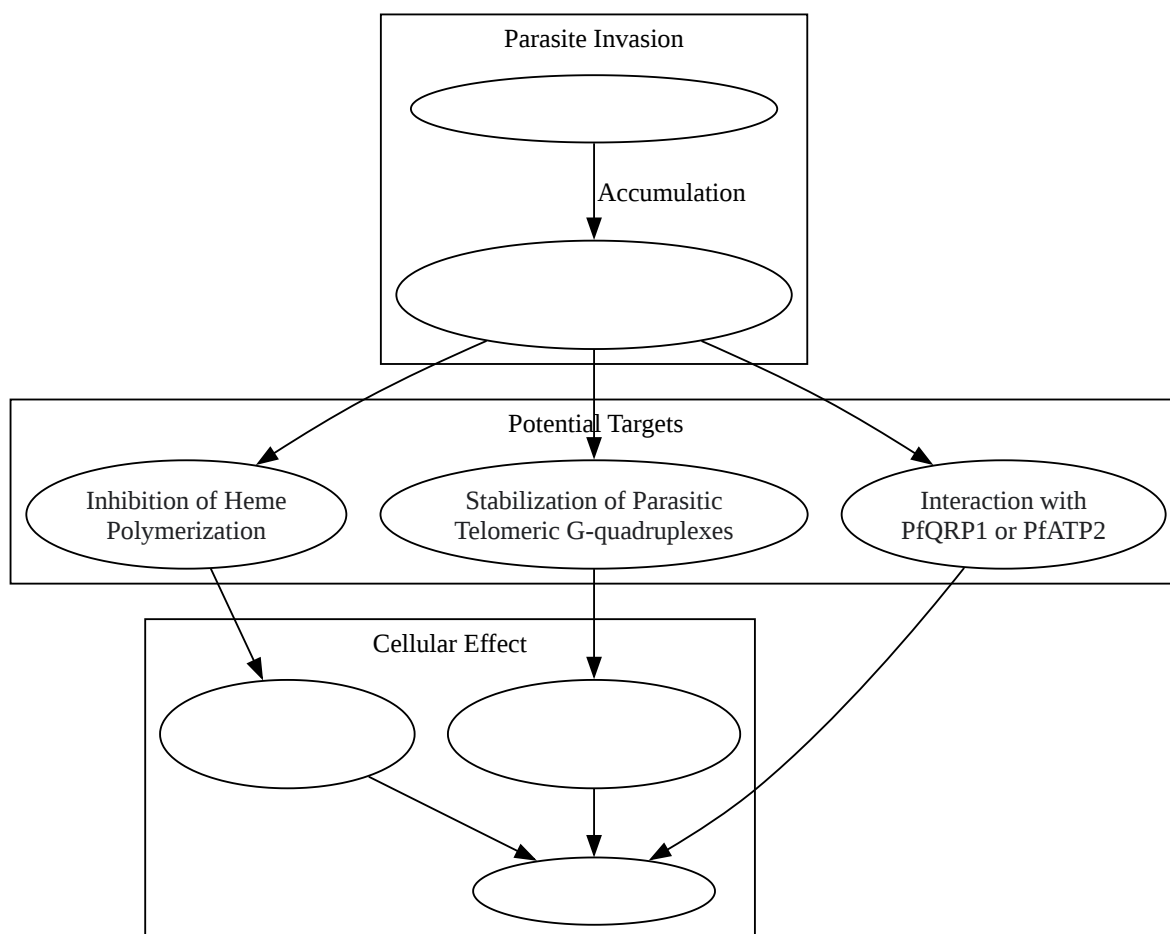 Parasite Invasion
Accumulation
Potential Targets
Inhibition of Heme
Polymerization
Stabilization of Parasitic
Telomeric G-quadruplexes
Interaction with
PfQRP1 or PfATP2
Cellular Effect